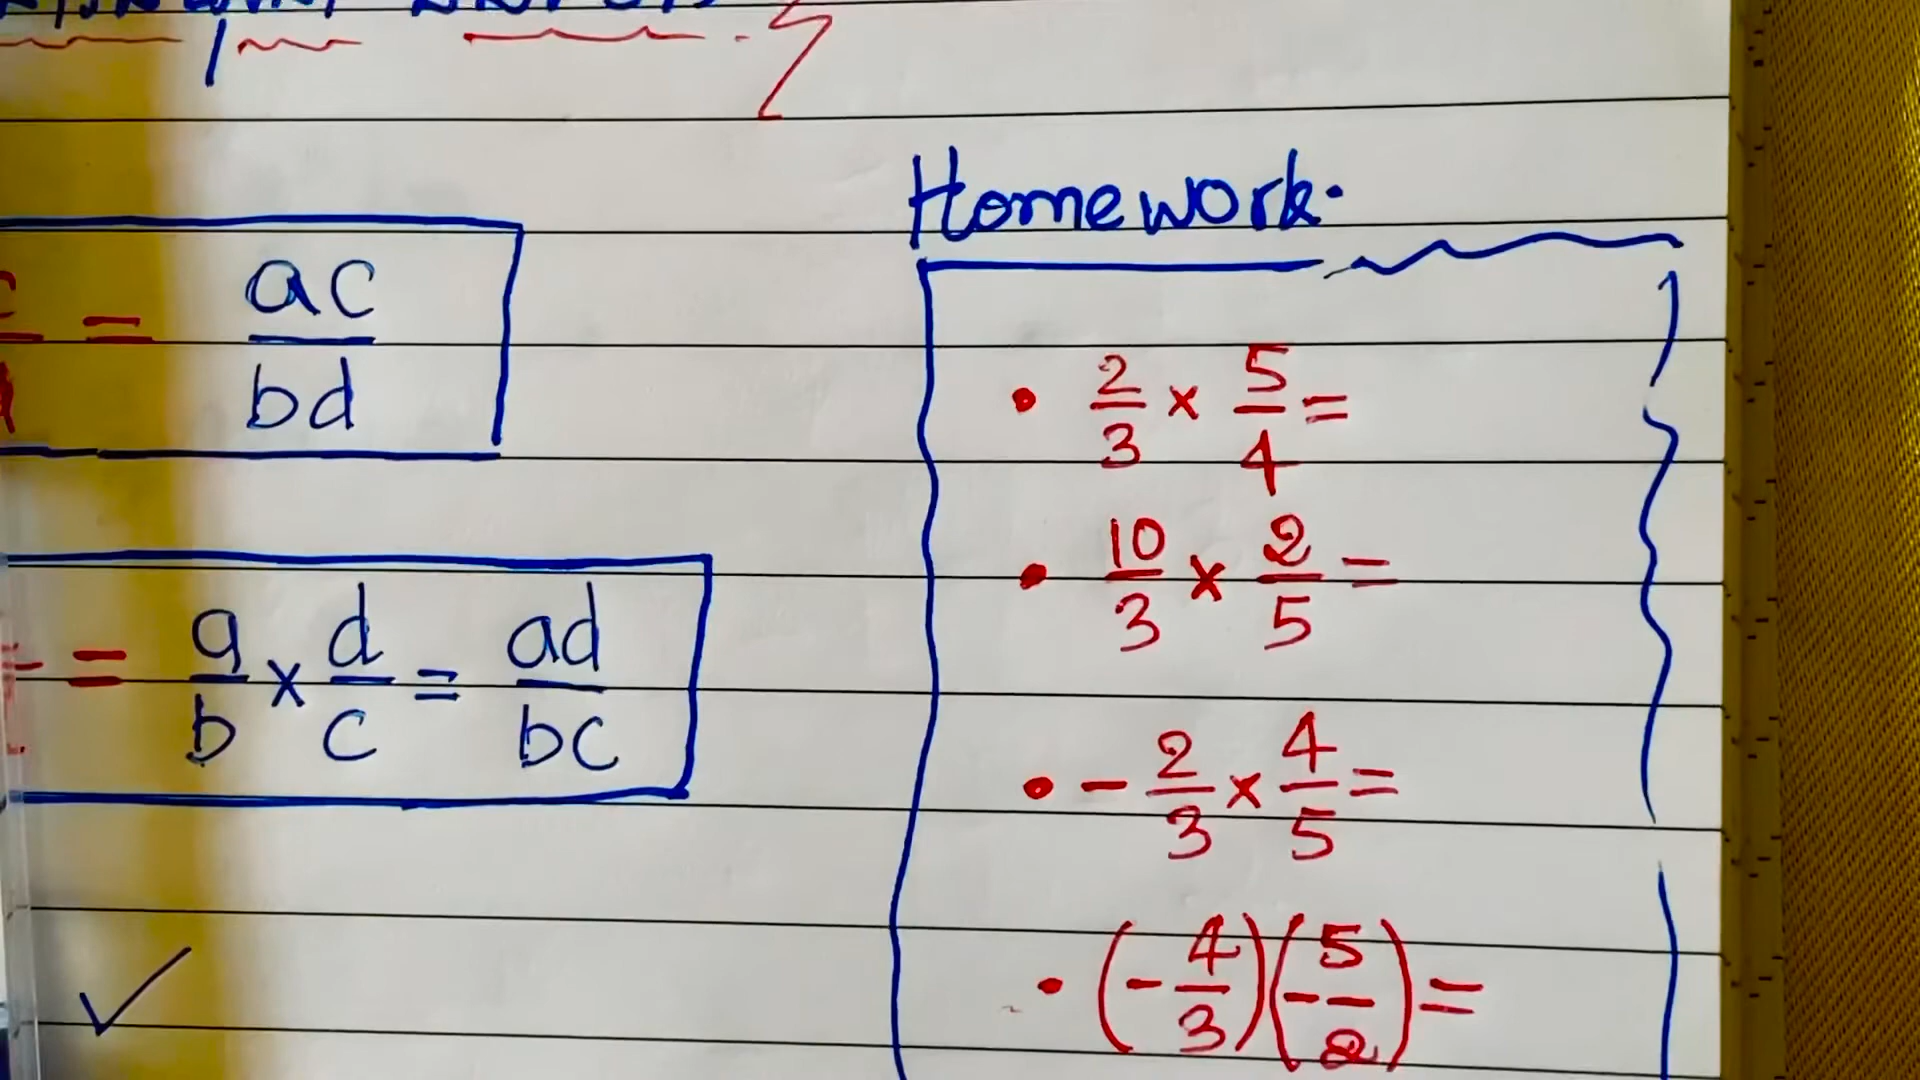 = ac/bd
= a/b × d/c = ad/bc
✓
Homework.
• 2/3 × 5/4 =
• 10/3 × 2/5 =
• - 2/3 × 4/5 =
• (-4/3)(-5/2) =